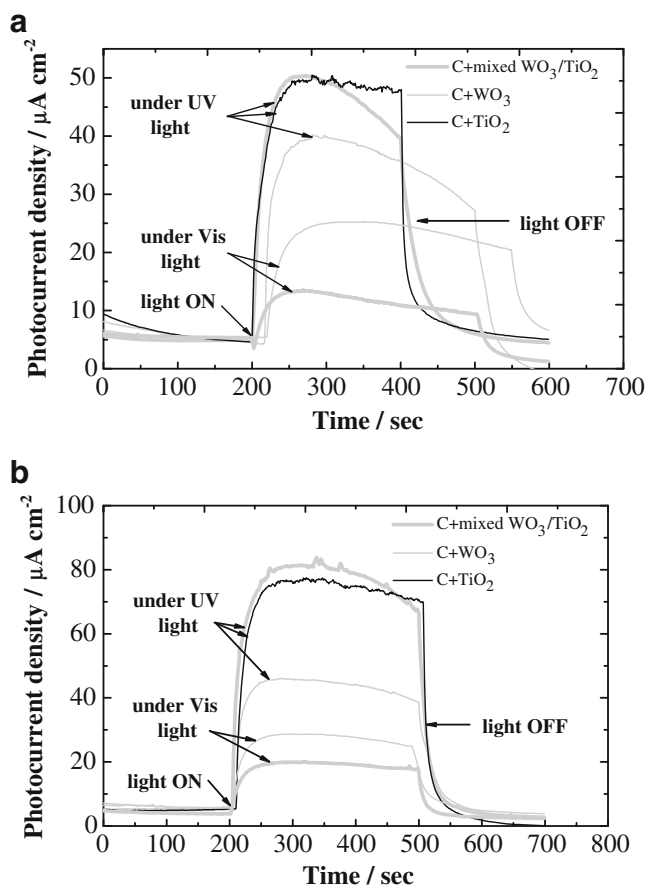 a
Photocurrent density / μA cm⁻²
50
40
30
20
10
0
C+mixed WO₃/TiO₂
C+WO₃
C+TiO₂
under UV
light
under Vis
light
light ON
light OFF
0 100 200 300 400 500 600 700
Time / sec
b
Photocurrent density / μA cm⁻²
100
80
60
40
20
0
C+mixed WO₃/TiO₂
C+WO₃
C+TiO₂
under UV
light
under Vis
light
light ON
light OFF
0 100 200 300 400 500 600 700 800
Time / sec